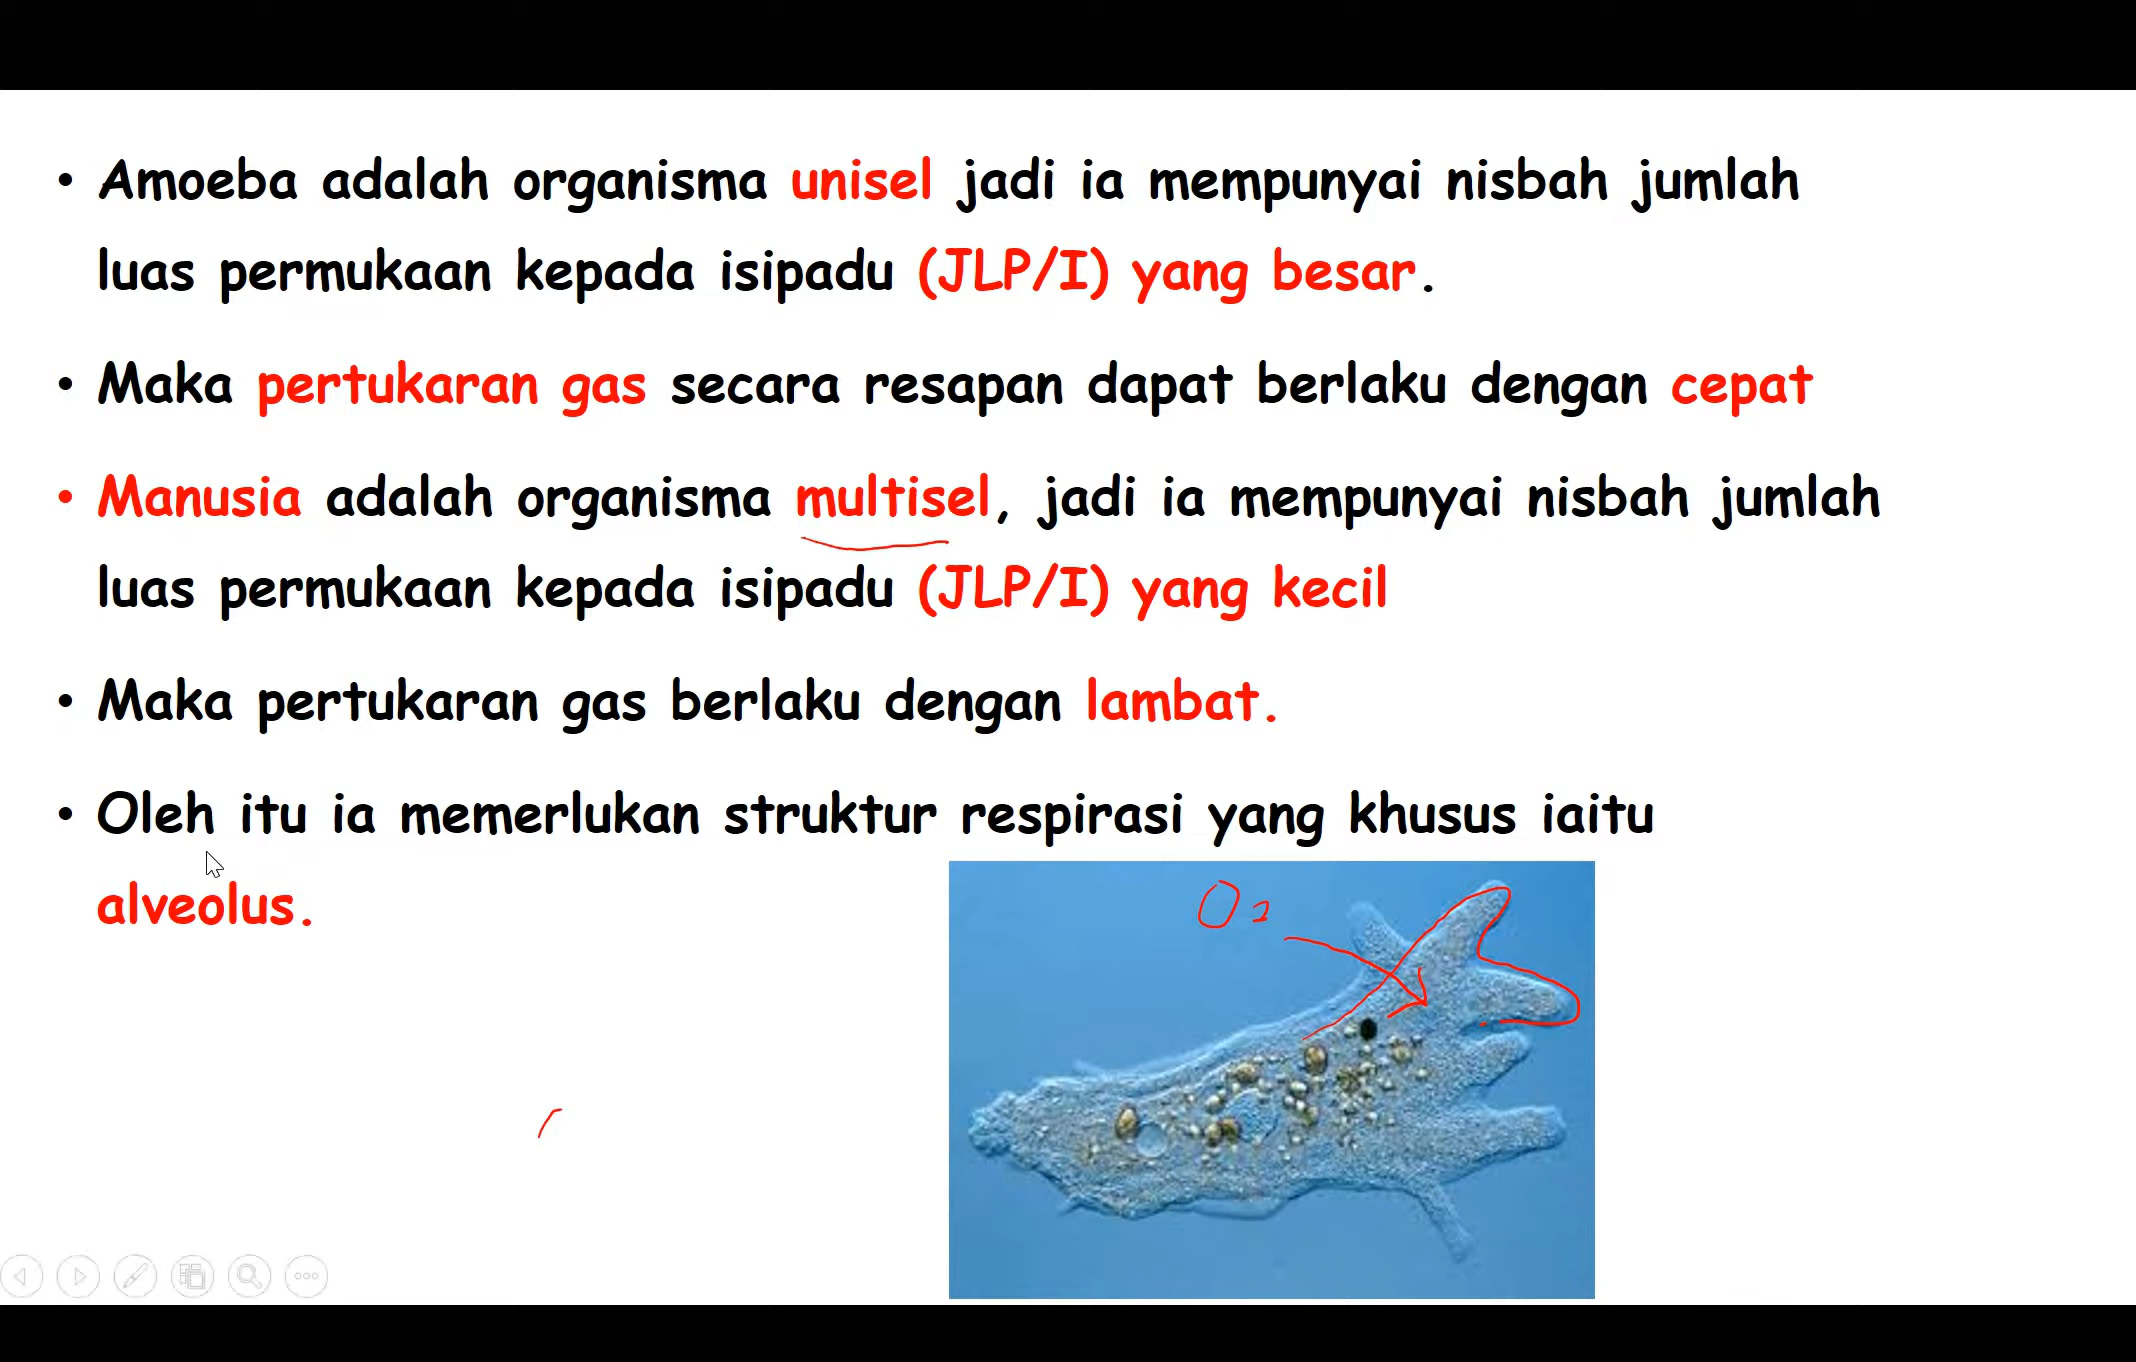 • Amoeba adalah organisma unisel jadi ia mempunyai nisbah jumlah
luas permukaan kepada isipadu (JLP/I) yang besar.
• Maka pertukaran gas secara resapan dapat berlaku dengan cepat
• Manusia adalah organisma multisel, jadi ia mempunyai nisbah jumlah
luas permukaan kepada isipadu (JLP/I) yang kecil
• Maka pertukaran gas berlaku dengan lambat.
• Oleh itu ia memerlukan struktur respirasi yang khusus iaitu
alveolus.
O2